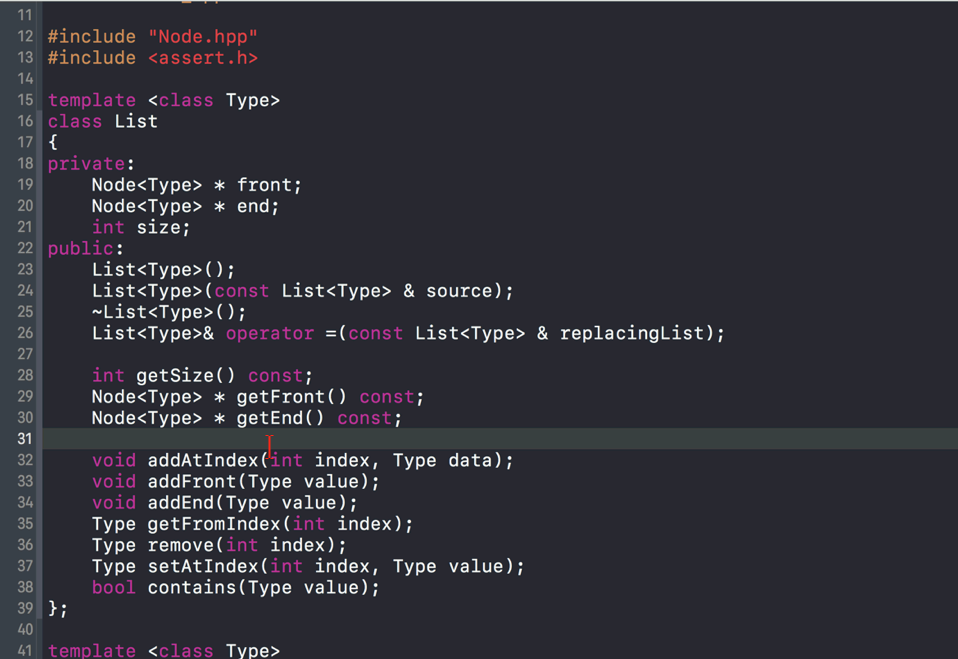 11
12 #include "Node.hpp"
13 #include <assert.h>
14
15 template <class Type>
16 class List
17 {
18 private:
19     Node<Type> * front;
20     Node<Type> * end;
21     int size;
22 public:
23     List<Type>();
24     List<Type>(const List<Type> & source);
25     ~List<Type>();
26     List<Type>& operator =(const List<Type> & replacingList);
27
28     int getSize() const;
29     Node<Type> * getFront() const;
30     Node<Type> * getEnd() const;
31
32     void addAtIndex(int index, Type data);
33     void addFront(Type value);
34     void addEnd(Type value);
35     Type getFromIndex(int index);
36     Type remove(int index);
37     Type setAtIndex(int index, Type value);
38     bool contains(Type value);
39 };
40
41 template <class Type>